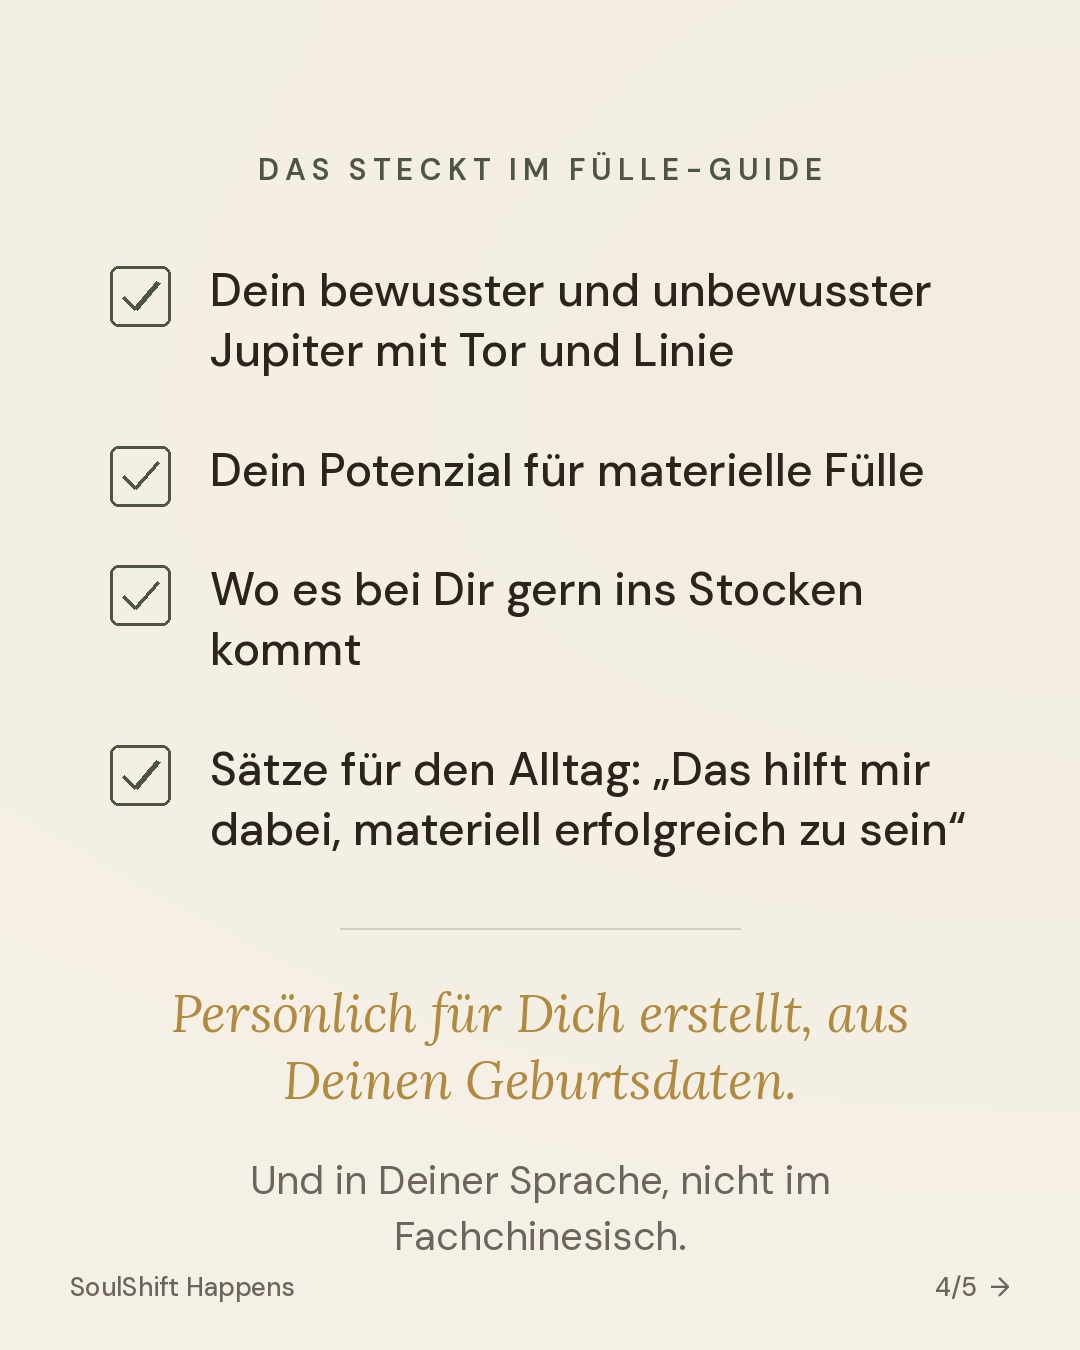 DAS STECKT IM FÜLLE-GUIDE
Dein bewusster und unbewusster
Jupiter mit Tor und Linie
Dein Potenzial für materielle Fülle
Wo es bei Dir gern ins Stocken
kommt
Sätze für den Alltag: „Das hilft mir
dabei, materiell erfolgreich zu sein“
Persönlich für Dich erstellt, aus
Deinen Geburtsdaten.
Und in Deiner Sprache, nicht im
Fachchinesisch.
SoulShift Happens
4/5 →